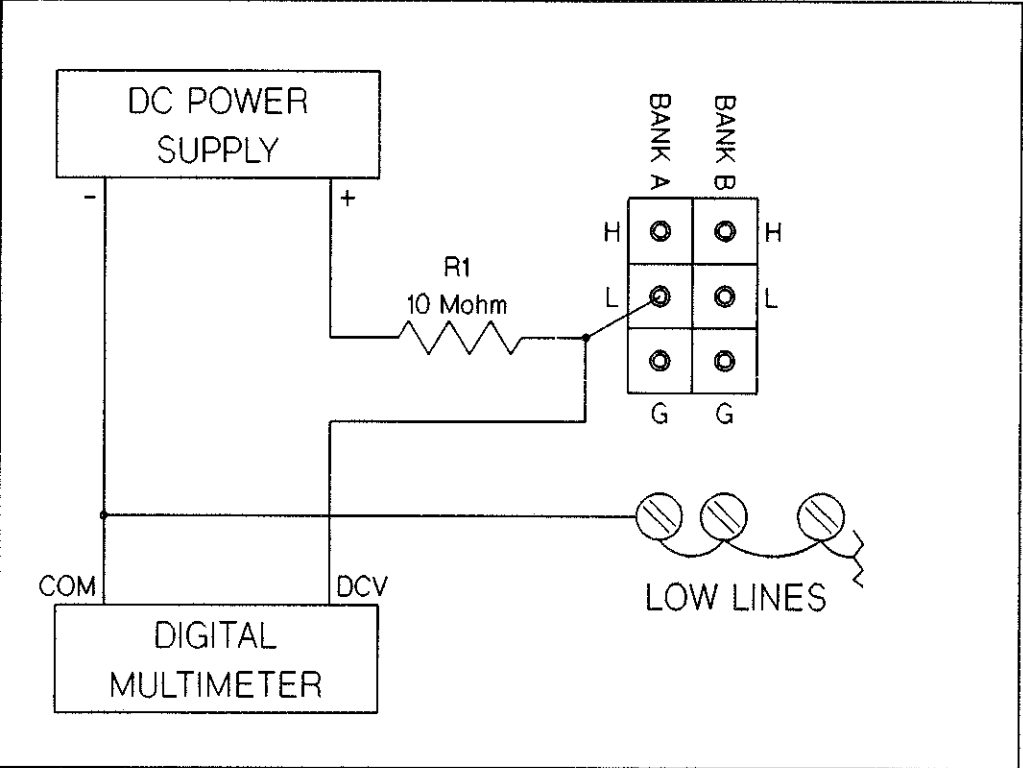 DC POWER
SUPPLY
-
+
BANK A
BANK B
H
H
R1
10 Mohm
L
L
G
G
COM
DCV
LOW LINES
DIGITAL
MULTIMETER